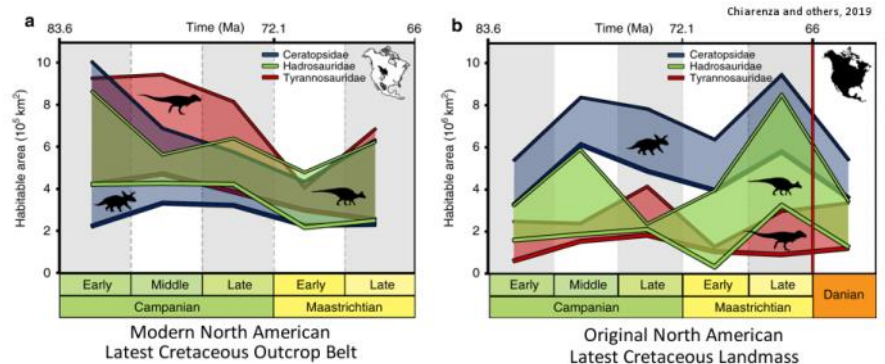 Chiarenza and others, 2019
a
83.6 Time (Ma) 72.1 66
Ceratopsidae
Hadrosauridae
Tyrannosauridae
Habitable area (10⁵ km²)
10
8
6
4
2
0
Early Middle Late Early Late
Campanian Maastrichtian
Modern North American
Latest Cretaceous Outcrop Belt
b
83.6 Time (Ma) 72.1 66
Ceratopsidae
Hadrosauridae
Tyrannosauridae
Habitable area (10⁶ km²)
10
8
6
4
2
0
Early Middle Late Early Late Danian
Campanian Maastrichtian
Original North American
Latest Cretaceous Landmass